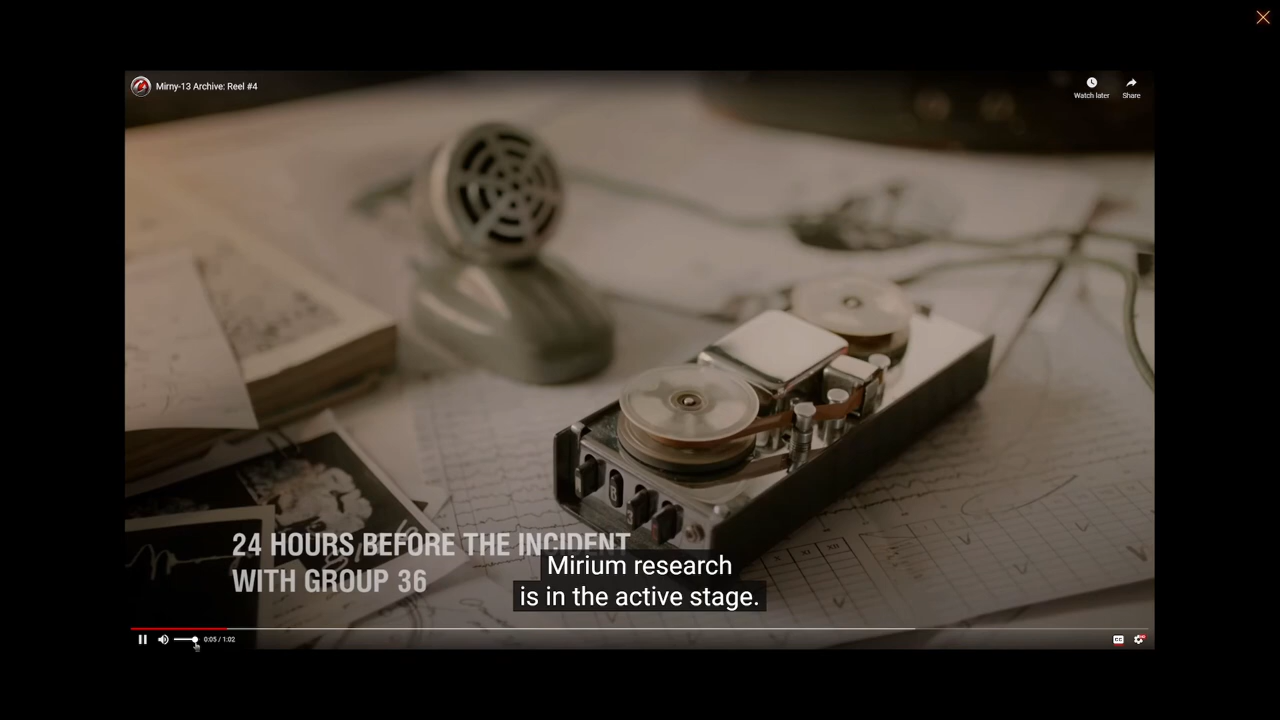 Mirny-13 Archive: Reel #4
Watch later
Share
24 HOURS BEFORE THE INCIDENT
WITH GROUP 36
Mirium research
is in the active stage.
0:05 / 1:02
CC